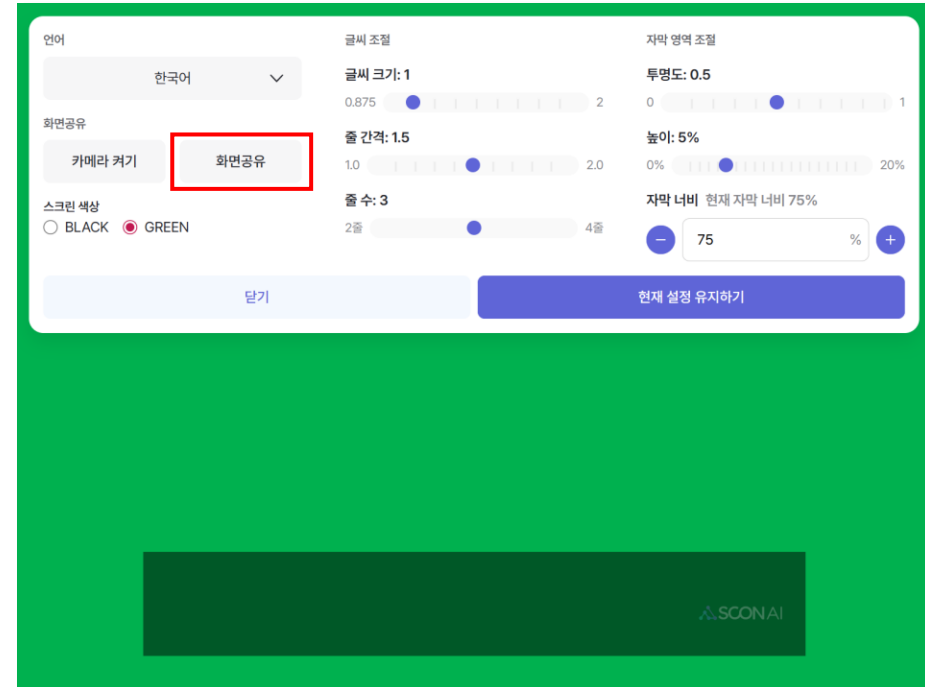 언어
한국어
화면공유
카메라 켜기
화면공유
스크린 색상
BLACK
GREEN
글씨 조절
글씨 크기: 1
0.875
2
줄 간격: 1.5
1.0
2.0
줄 수: 3
2줄
4줄
자막 영역 조절
투명도: 0.5
0
1
높이: 5%
0%
20%
자막 너비 현재 자막 너비 75%
−
75 %
+
닫기
현재 설정 유지하기
SCONAI